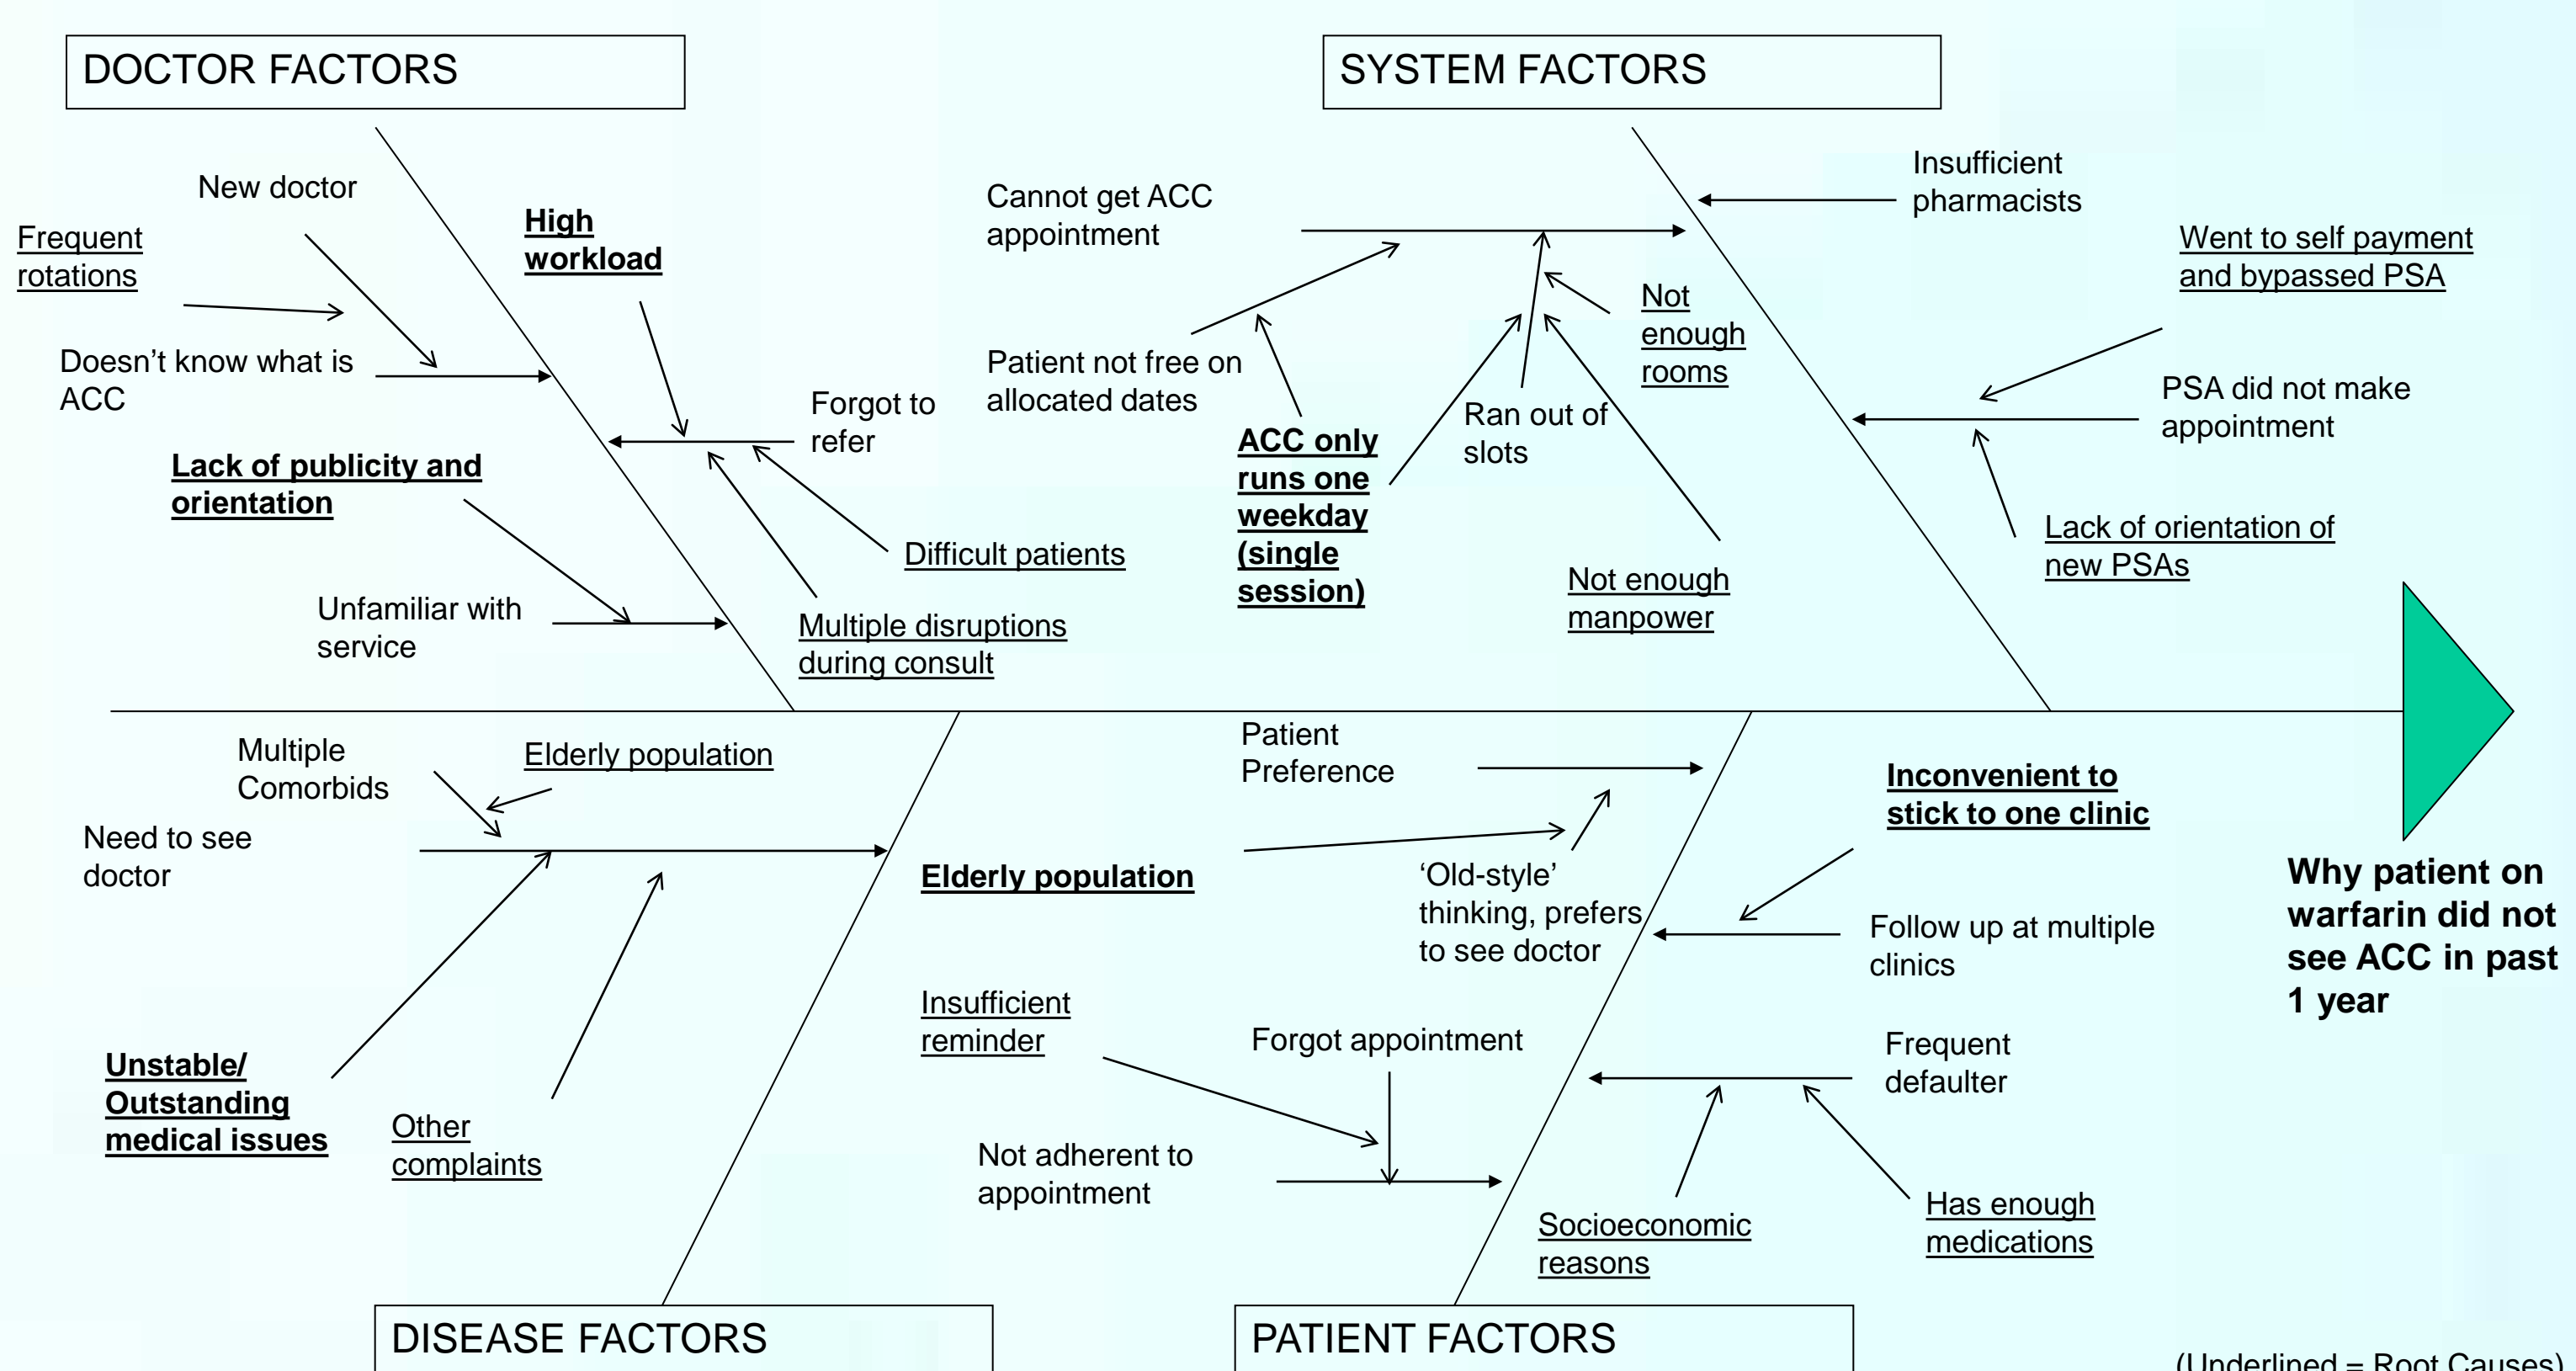 DOCTOR FACTORS
SYSTEM FACTORS
New doctor
Frequent
rotations
High
workload
Doesn’t know what is
ACC
Forgot to
refer
Lack of publicity and
orientation
Difficult patients
Unfamiliar with
service
Multiple disruptions
during consult
Cannot get ACC
appointment
Insufficient
pharmacists
Went to self payment
and bypassed PSA
Not
enough
rooms
Patient not free on
allocated dates
Ran out of
slots
PSA did not make
appointment
ACC only
runs one
weekday
(single
session)
Lack of orientation of
new PSAs
Not enough
manpower
Multiple
Comorbids
Elderly population
Need to see
doctor
Unstable/
Outstanding
medical issues
Other
complaints
Patient
Preference
Inconvenient to
stick to one clinic
Elderly population
‘Old-style’
thinking, prefers
to see doctor
Follow up at multiple
clinics
Insufficient
reminder
Forgot appointment
Frequent
defaulter
Not adherent to
appointment
Socioeconomic
reasons
Has enough
medications
Why patient on
warfarin did not
see ACC in past
1 year
DISEASE FACTORS
PATIENT FACTORS
(Underlined = Root Causes)